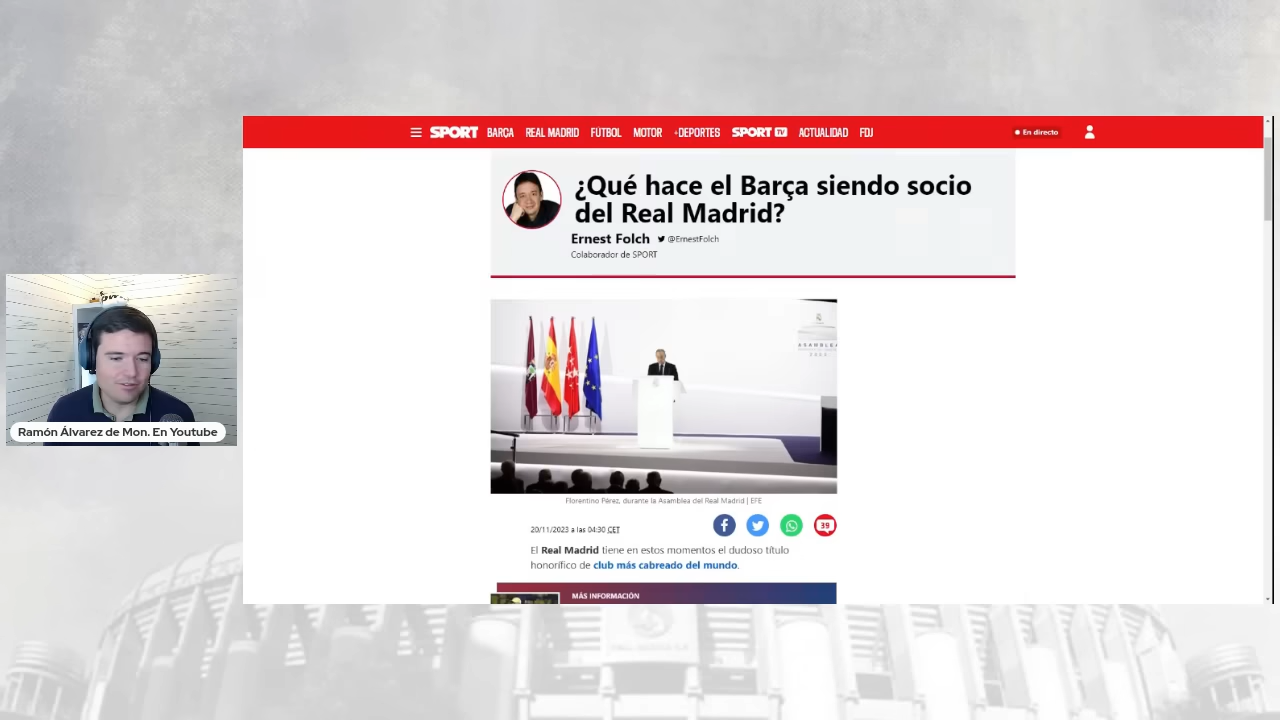 SPORT BARÇA REAL MADRID FÚTBOL MOTOR +DEPORTES SPORT TV ACTUALIDAD FDJ En directo
¿Qué hace el Barça siendo socio
del Real Madrid?
Ernest Folch @ErnestFolch
Colaborador de SPORT
ASAMBLEA
Ramón Álvarez de Mon. En Youtube
Florentino Pérez, durante la Asamblea del Real Madrid | EFE
20/11/2023 a las 04:30 CET
39
El Real Madrid tiene en estos momentos el dudoso título
honorífico de club más cabreado del mundo.
MÁS INFORMACIÓN